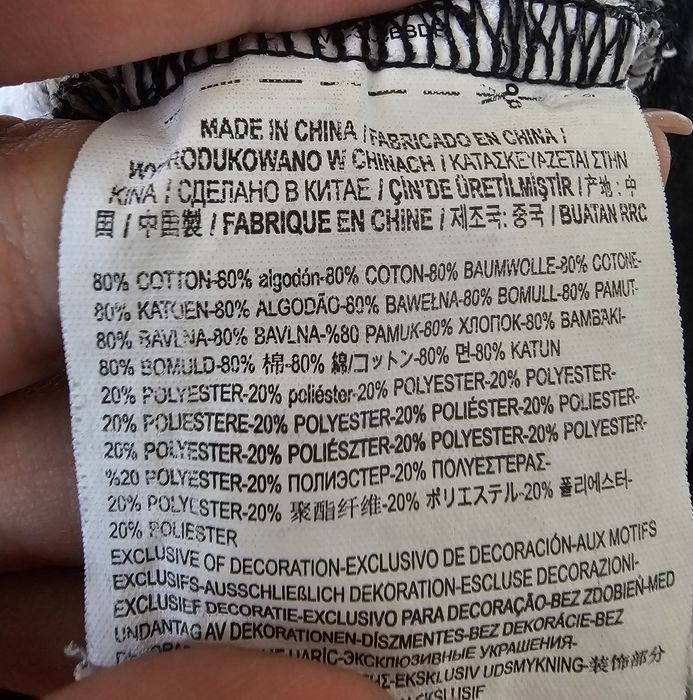 MADE IN CHINA / FABRICADO EN CHINA /
WYPRODUKOWANO W CHINACH / ΚΑΤΑΣΚΕΥΑΖΕΤΑΙ ΣΤΗΝ
ΚΙΝΑ / СДЕЛАНО В КИТАЕ / ÇİN'DE ÜRETİLMİŞTİR / 产地 : 中
国 / 中国製 / FABRIQUE EN CHINE / 제조국: 중국 / BUATAN RRC
80% COTTON-80% algodón-80% COTON-80% BAUMWOLLE-80% COTONE-
80% KATOEN-80% ALGODÃO-80% BAWEŁNA-80% BOMULL-80% PAMUT-
80% BAVLNA-80% BAVLNA-%80 PAMUK-80% ХЛОПОК-80% ΒΑΜΒΑΚΙ-
80% BOMULD-80% 棉-80% 綿/コットン-80% 면-80% KATUN
20% POLYESTER-20% poliéster-20% POLYESTER-20% POLYESTER-
20% POLIESTERE-20% POLYESTER-20% POLIÉSTER-20% POLIESTER-
20% POLYESTER-20% POLIÉSZTER-20% POLYESTER-20% POLYESTER-
%20 POLYESTER-20% ПОЛИЭСТЕР-20% ΠΟΛΥΕΣΤΕΡΑΣ-
20% POLYESTER-20% 聚酯纤维-20% ポリエステル-20% 폴리에스터-
20% POLIESTER
EXCLUSIVE OF DECORATION-EXCLUSIVO DE DECORACIÓN-AUX MOTIFS
EXCLUSIFS-AUSSCHLIEßLICH DEKORATION-ESCLUSE DECORAZIONI-
EXCLUSIEF DECORATIE-EXCLUSIVO PARA DECORAÇÃO-BEZ ZDOBIEŃ-MED
UNDANTAG AV DEKORATIONEN-DÍSZMENTES-BEZ DEKORÁCIE-BEZ
HARİÇ-ЭКСКЛЮЗИВНЫЕ УКРАШЕНИЯ-
EKSKLUSIV UDSMYKNING-装饰部分